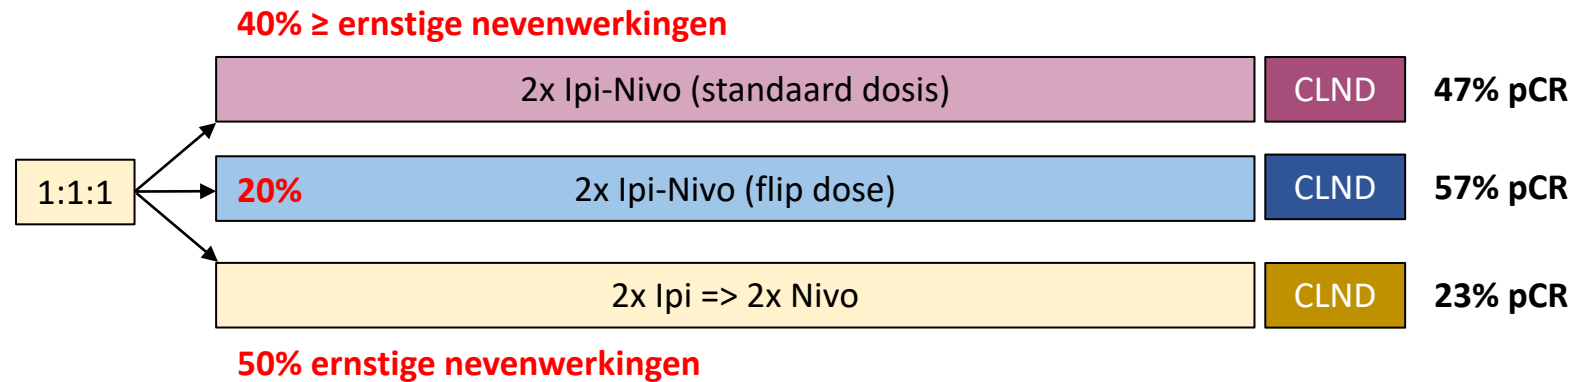 40% ≥ ernstige nevenwerkingen
2x Ipi-Nivo (standaard dosis) CLND 47% pCR
1:1:1 20% 2x Ipi-Nivo (flip dose) CLND 57% pCR
2x Ipi => 2x Nivo CLND 23% pCR
50% ernstige nevenwerkingen